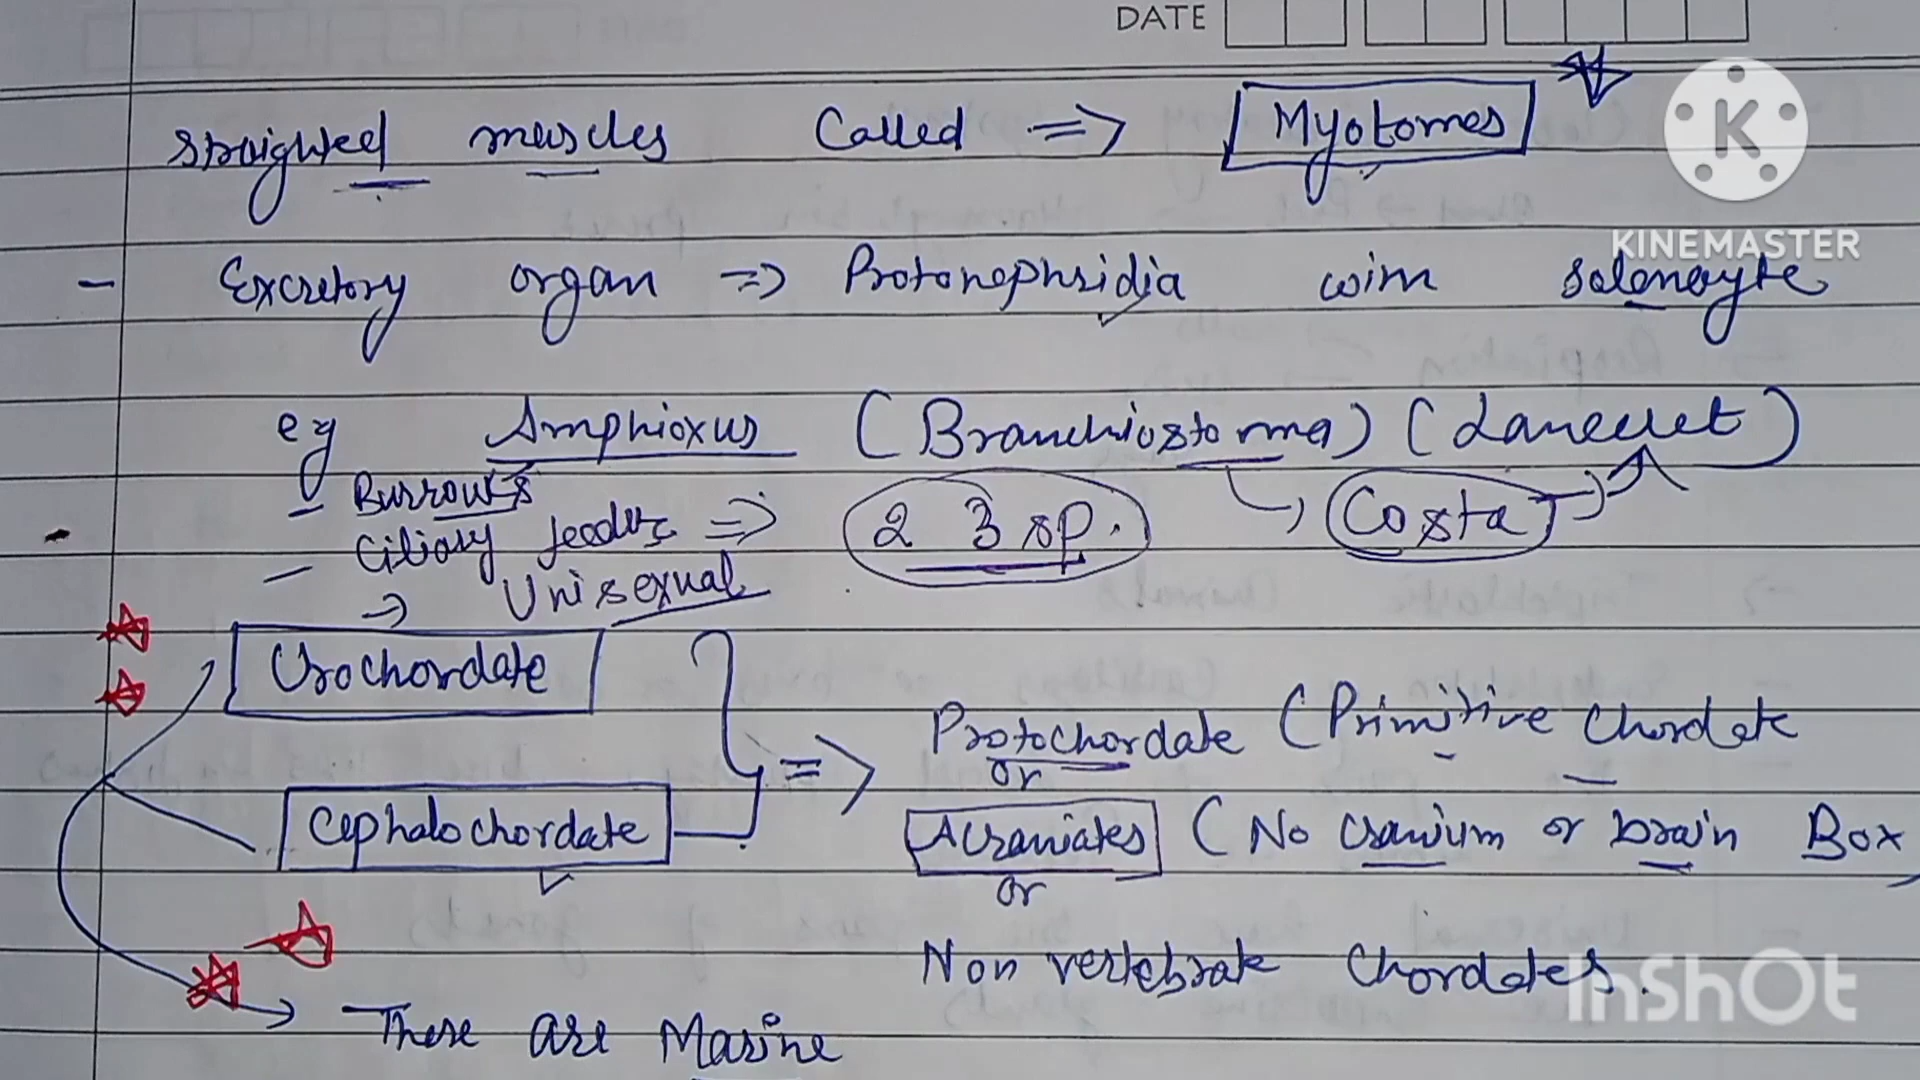 DATE
Straighted muscles Called => Myotomes
K
KINEMASTER
- Excretory organ => Protonephridia with solenocyte
eg Amphioxus (Branchiostoma) (Lancelet)
- Burrows
2 3 sp. Costa
- Ciliary feeders =>
→ Unisexual
Urochordate
=> Protochordate (Primitive Chordate
or
Cephalochordate
Acraniates (No Cranium or brain Box
or
Non vertebrate Chordates.
InShOt
→ These are Marine